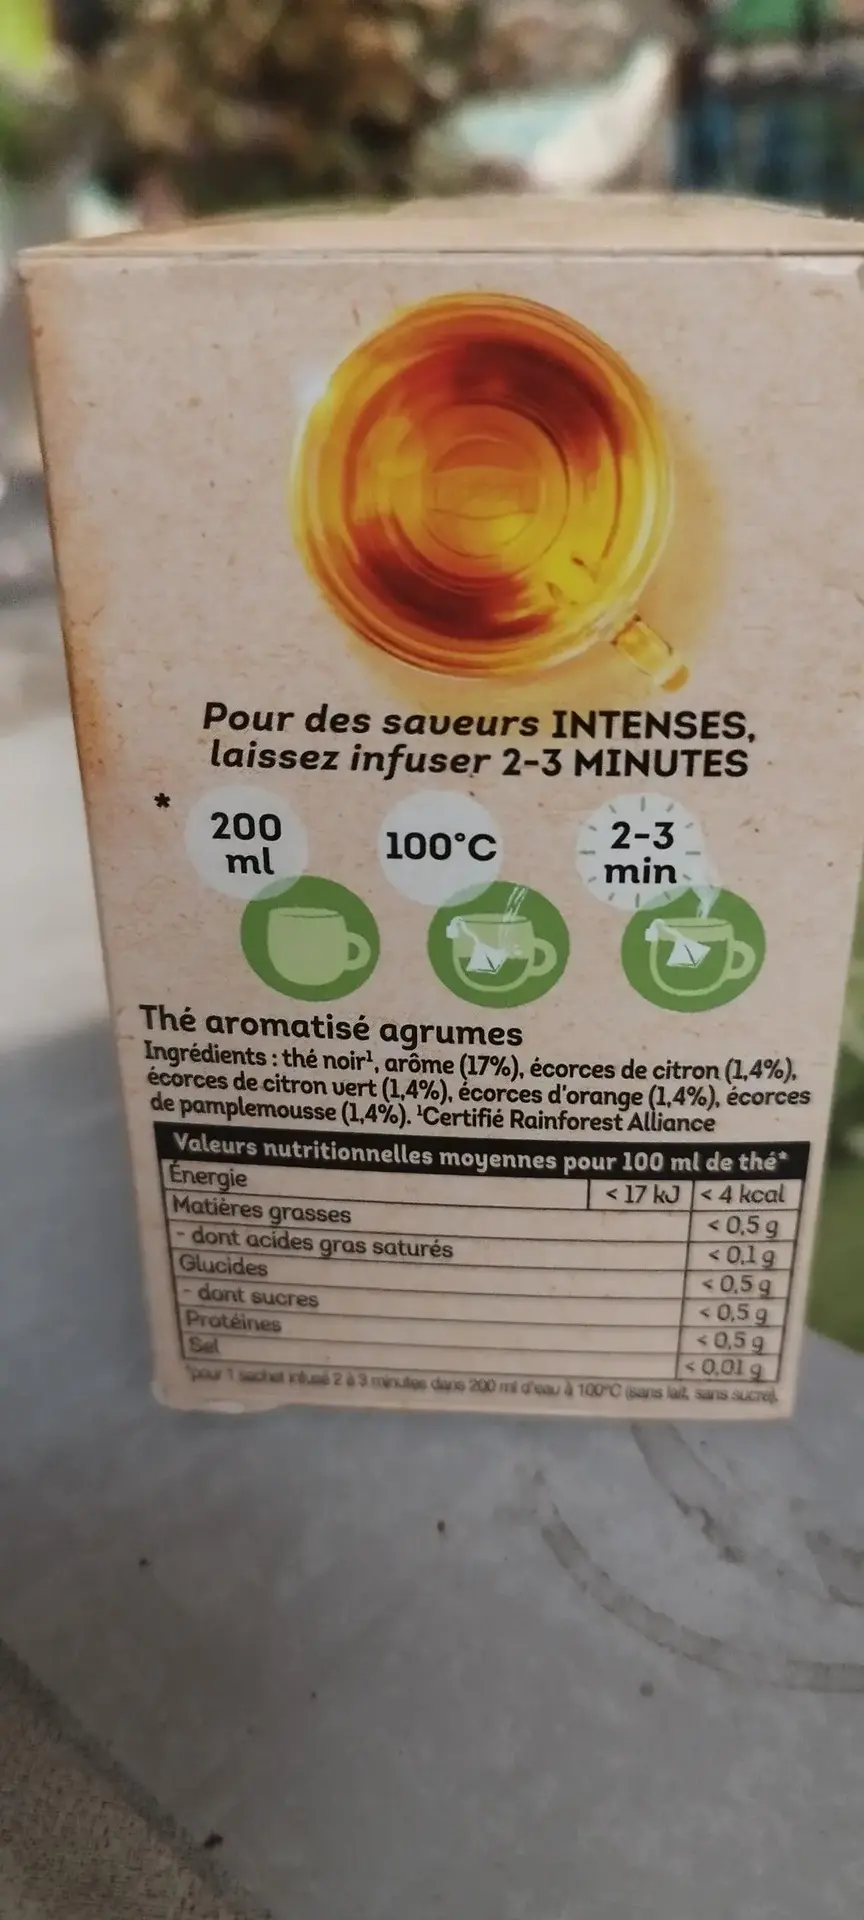 Pour des saveurs INTENSES,
laissez infuser 2-3 MINUTES
*
200
ml
100°C
2-3
min
Thé aromatisé agrumes
Ingrédients : thé noir¹, arôme (17%), écorces de citron (1,4%),
écorces de citron vert (1,4%), écorces d'orange (1,4%), écorces
de pamplemousse (1,4%). ¹Certifié Rainforest Alliance
Valeurs nutritionnelles moyennes pour 100 ml de thé*
Énergie < 17 kJ < 4 kcal
Matières grasses < 0,5 g
- dont acides gras saturés < 0,1 g
Glucides < 0,5 g
- dont sucres < 0,5 g
Protéines < 0,5 g
Sel < 0,01 g
*pour 1 sachet infusé 2 à 3 minutes dans 200 ml d'eau à 100°C (sans lait, sans sucre).